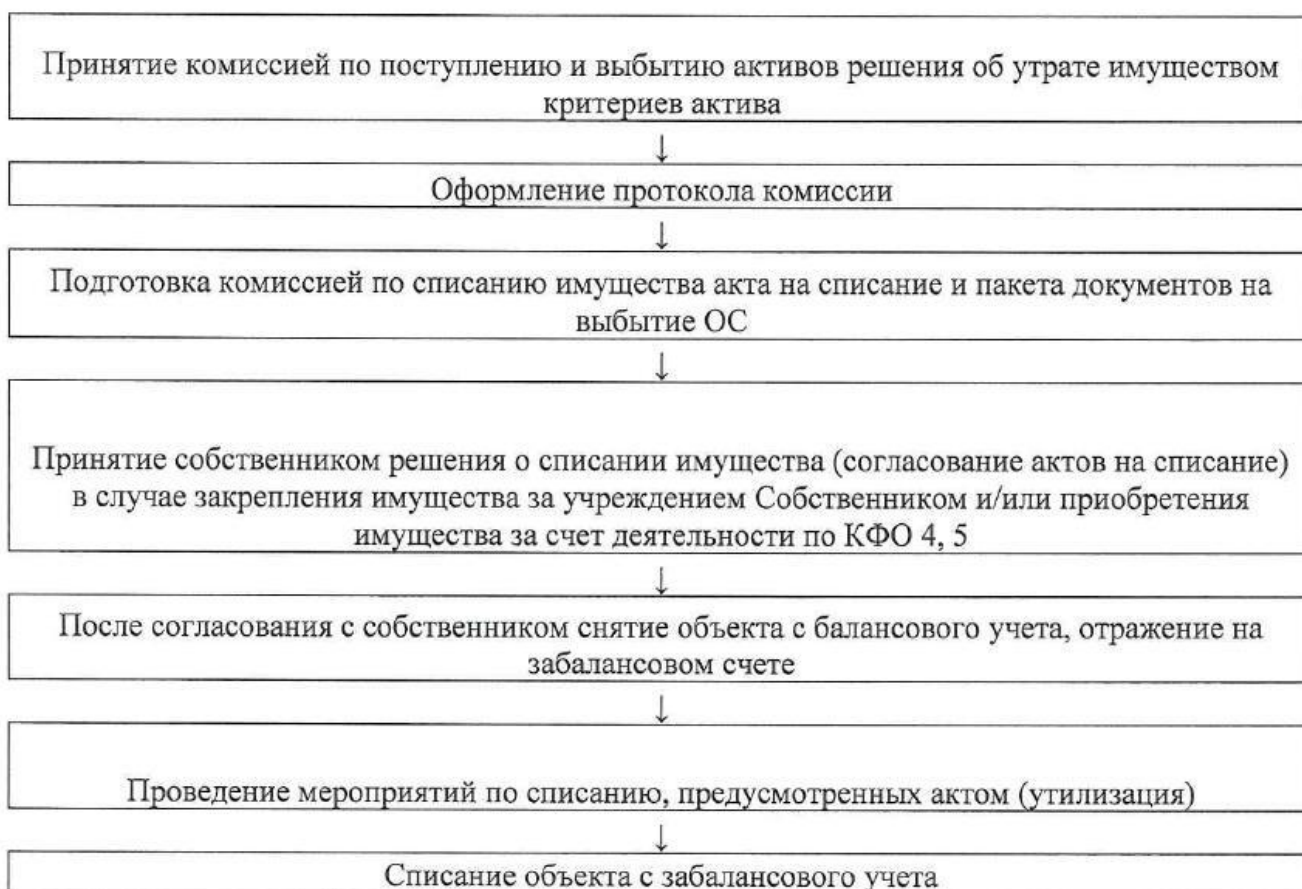 Принятие комиссией по поступлению и выбытию активов решения об утрате имуществом
критериев актива
↓
Оформление протокола комиссии
↓
Подготовка комиссией по списанию имущества акта на списание и пакета документов на
выбытие ОС
↓
Принятие собственником решения о списании имущества (согласование актов на списание)
в случае закрепления имущества за учреждением Собственником и/или приобретения
имущества за счет деятельности по КФО 4, 5
↓
После согласования с собственником снятие объекта с балансового учета, отражение на
забалансовом счете
↓
Проведение мероприятий по списанию, предусмотренных актом (утилизация)
↓
Списание объекта с забалансового учета